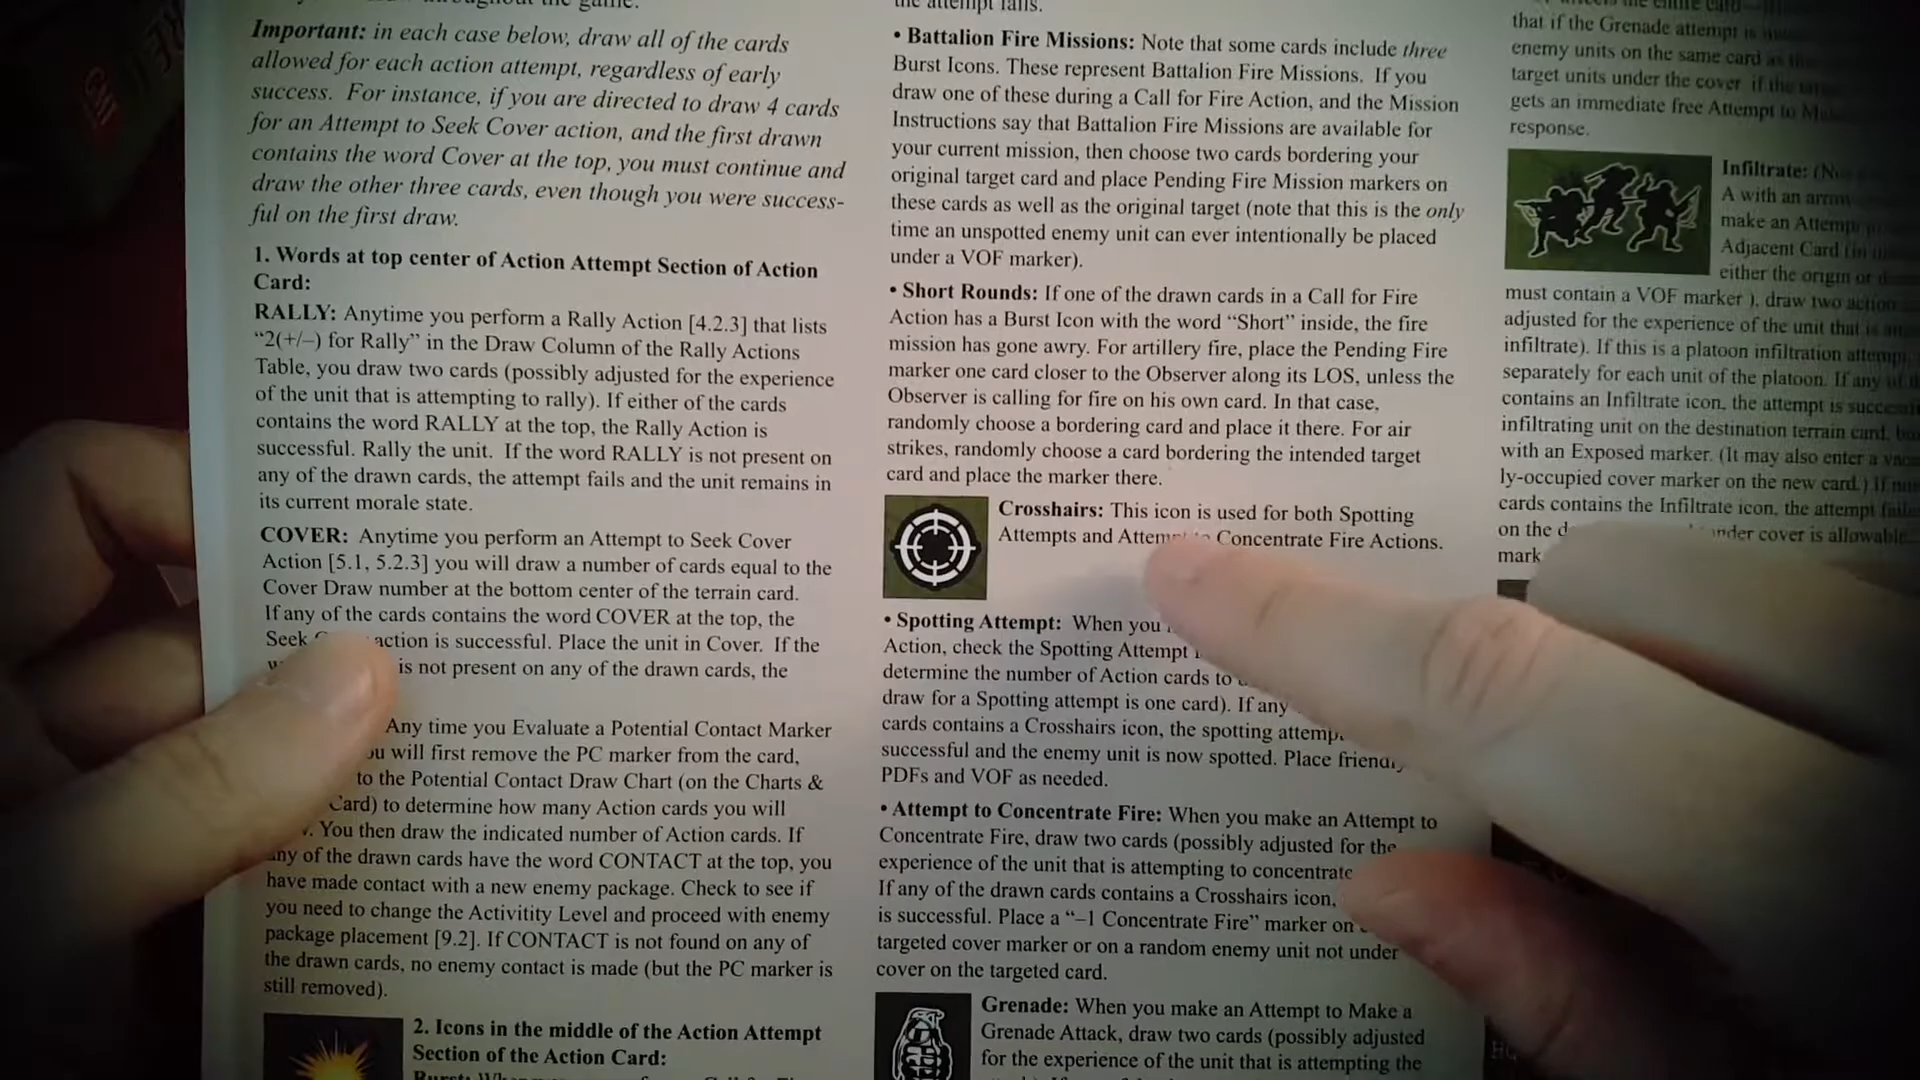 Important: in each case below, draw all of the cards
allowed for each action attempt, regardless of early
success. For instance, if you are directed to draw 4 cards
for an Attempt to Seek Cover action, and the first drawn
contains the word Cover at the top, you must continue and
draw the other three cards, even though you were success-
ful on the first draw.
1. Words at top center of Action Attempt Section of Action
Card:
RALLY: Anytime you perform a Rally Action [4.2.3] that lists
“2(+/–) for Rally” in the Draw Column of the Rally Actions
Table, you draw two cards (possibly adjusted for the experience
of the unit that is attempting to rally). If either of the cards
contains the word RALLY at the top, the Rally Action is
successful. Rally the unit. If the word RALLY is not present on
any of the drawn cards, the attempt fails and the unit remains in
its current morale state.
COVER: Anytime you perform an Attempt to Seek Cover
Action [5.1, 5.2.3] you will draw a number of cards equal to the
Cover Draw number at the bottom center of the terrain card.
If any of the cards contains the word COVER at the top, the
Seek action is successful. Place the unit in Cover. If the
is not present on any of the drawn cards, the
Any time you Evaluate a Potential Contact Marker
will first remove the PC marker from the card,
to the Potential Contact Draw Chart (on the Charts &
Card) to determine how many Action cards you will
You then draw the indicated number of Action cards. If
any of the drawn cards have the word CONTACT at the top, you
have made contact with a new enemy package. Check to see if
you need to change the Activitity Level and proceed with enemy
package placement [9.2]. If CONTACT is not found on any of
the drawn cards, no enemy contact is made (but the PC marker is
still removed).
2. Icons in the middle of the Action Attempt
Section of the Action Card:
the attempt fails.
• Battalion Fire Missions: Note that some cards include three
Burst Icons. These represent Battalion Fire Missions. If you
draw one of these during a Call for Fire Action, and the Mission
Instructions say that Battalion Fire Missions are available for
your current mission, then choose two cards bordering your
original target card and place Pending Fire Mission markers on
these cards as well as the original target (note that this is the only
time an unspotted enemy unit can ever intentionally be placed
under a VOF marker).
• Short Rounds: If one of the drawn cards in a Call for Fire
Action has a Burst Icon with the word “Short” inside, the fire
mission has gone awry. For artillery fire, place the Pending Fire
marker one card closer to the Observer along its LOS, unless the
Observer is calling for fire on his own card. In that case,
randomly choose a bordering card and place it there. For air
strikes, randomly choose a card bordering the intended target
card and place the marker there.
Crosshairs: This icon is used for both Spotting
Attempts and Attempt to Concentrate Fire Actions.
• Spotting Attempt: When you
Action, check the Spotting Attempt
determine the number of Action cards to
draw for a Spotting attempt is one card). If any
cards contains a Crosshairs icon, the spotting attempt
successful and the enemy unit is now spotted. Place friendly
PDFs and VOF as needed.
• Attempt to Concentrate Fire: When you make an Attempt to
Concentrate Fire, draw two cards (possibly adjusted for the
experience of the unit that is attempting to concentrate
If any of the drawn cards contains a Crosshairs icon,
is successful. Place a “–1 Concentrate Fire” marker on
targeted cover marker or on a random enemy unit not under
cover on the targeted card.
Grenade: When you make an Attempt to Make a
Grenade Attack, draw two cards (possibly adjusted
for the experience of the unit that is attempting the
that if the Grenade attempt is
enemy units on the same card as
target units under the cover if the
gets an immediate free Attempt to
response.
Infiltrate:
A with an arrow
make an Attempt
Adjacent Card
either the origin or
must contain a VOF marker), draw two action
adjusted for the experience of the unit that is
infiltrate). If this is a platoon infiltration attempt,
separately for each unit of the platoon. If any of
contains an Infiltrate icon, the attempt is
infiltrating unit on the destination terrain card,
with an Exposed marker. (It may also enter a
ly-occupied cover marker on the new card.) If
cards contains the Infiltrate icon, the attempt
on the under cover is allowable
mark